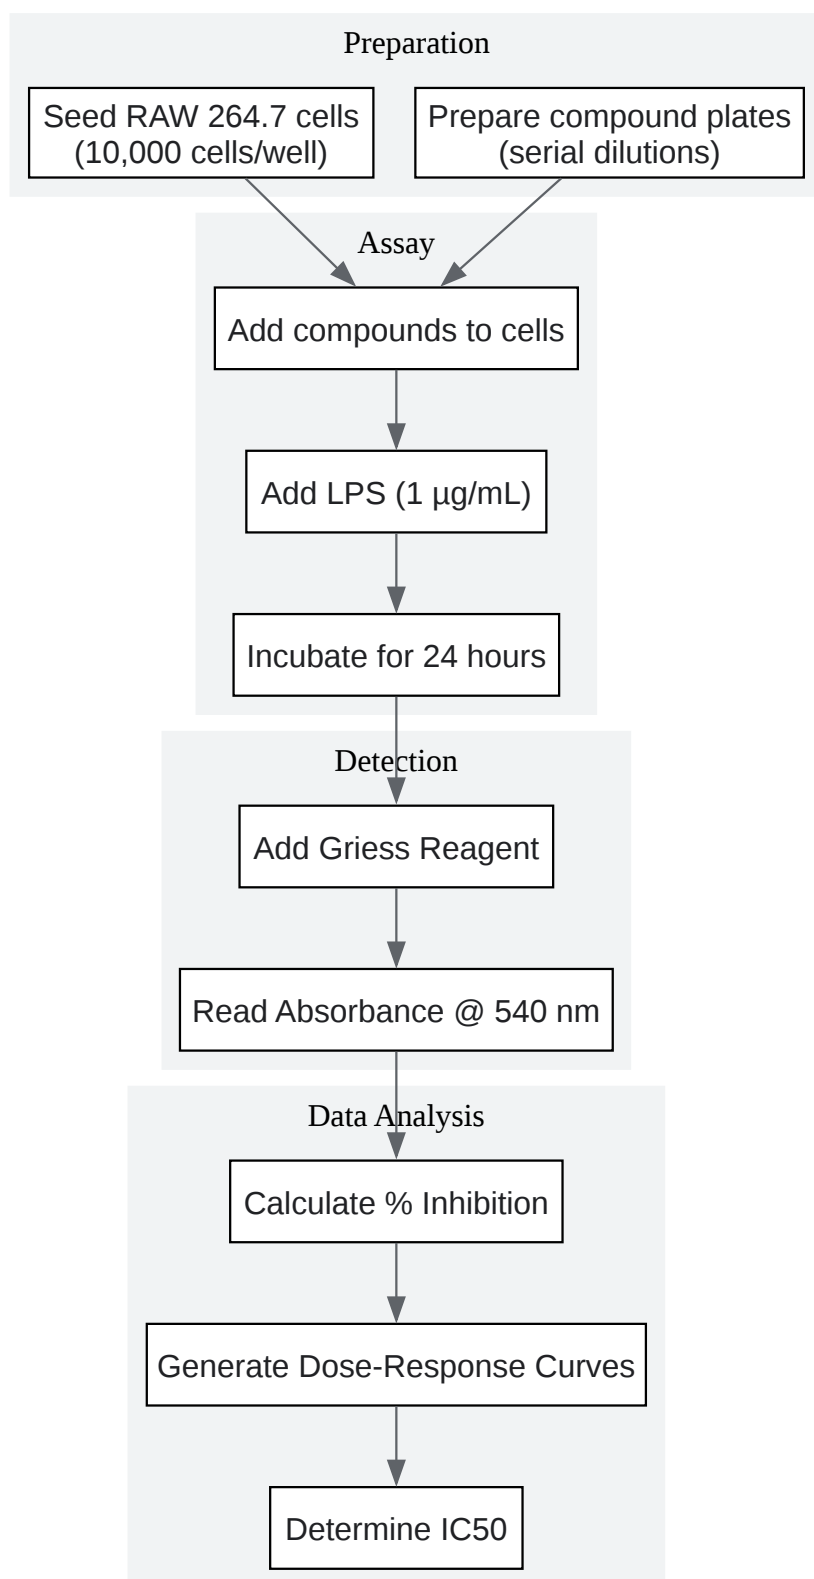 Preparation
Seed RAW 264.7 cells
(10,000 cells/well)
Prepare compound plates
(serial dilutions)
Assay
Add compounds to cells
Add LPS (1 µg/mL)
Incubate for 24 hours
Detection
Add Griess Reagent
Read Absorbance @ 540 nm
Data Analysis
Calculate % Inhibition
Generate Dose-Response Curves
Determine IC50